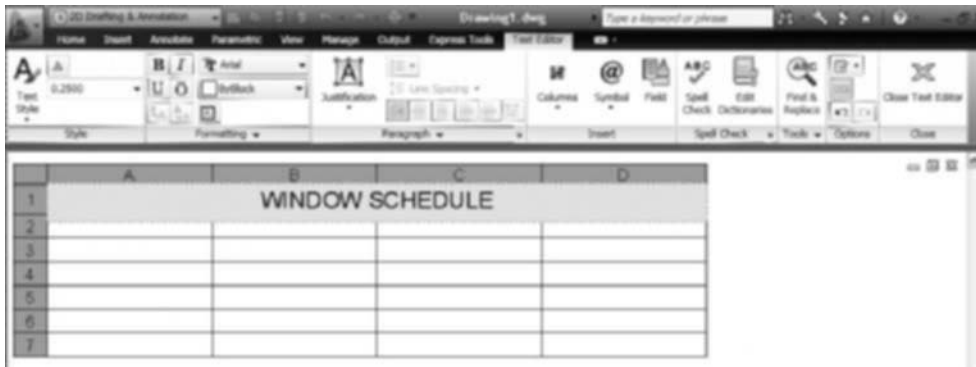 2D Drafting & Annotation Drawing1.dwg Type a keyword or phrase
Home Insert Annotate Parametric View Manage Output Express Tools Text Editor
A
Text Style
0.2500
B I Arial
U O ByBlock
Justification
Line Spacing
Columns
Symbol
Field
ABC
Spell Check
Edit Dictionaries
ABC
Find & Replace
Close Text Editor
Style Formatting Paragraph Insert Spell Check Tools Options Close
A B C D
1 WINDOW SCHEDULE
2
3
4
5
6
7